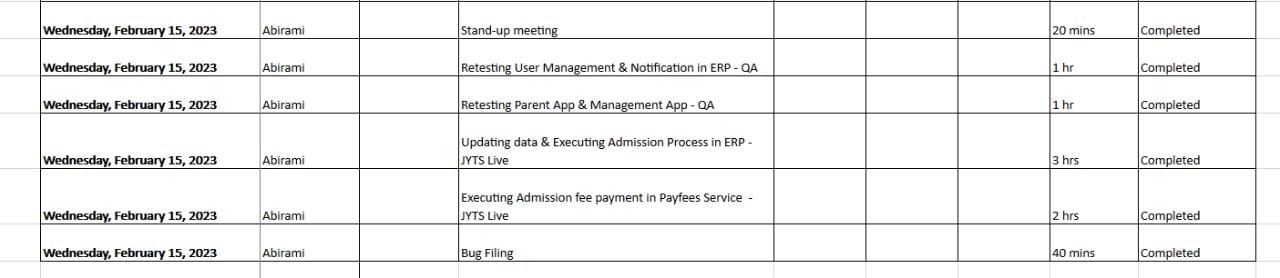 Wednesday, February 15, 2023 Abirami Stand-up meeting 20 mins Completed
Wednesday, February 15, 2023 Abirami Retesting User Management & Notification in ERP - QA 1 hr Completed
Wednesday, February 15, 2023 Abirami Retesting Parent App & Management App - QA 1 hr Completed
Updating data & Executing Admission Process in ERP -
Wednesday, February 15, 2023 Abirami JYTS Live 3 hrs Completed
Executing Admission fee payment in Payfees Service -
Wednesday, February 15, 2023 Abirami JYTS Live 2 hrs Completed
Wednesday, February 15, 2023 Abirami Bug Filing 40 mins Completed